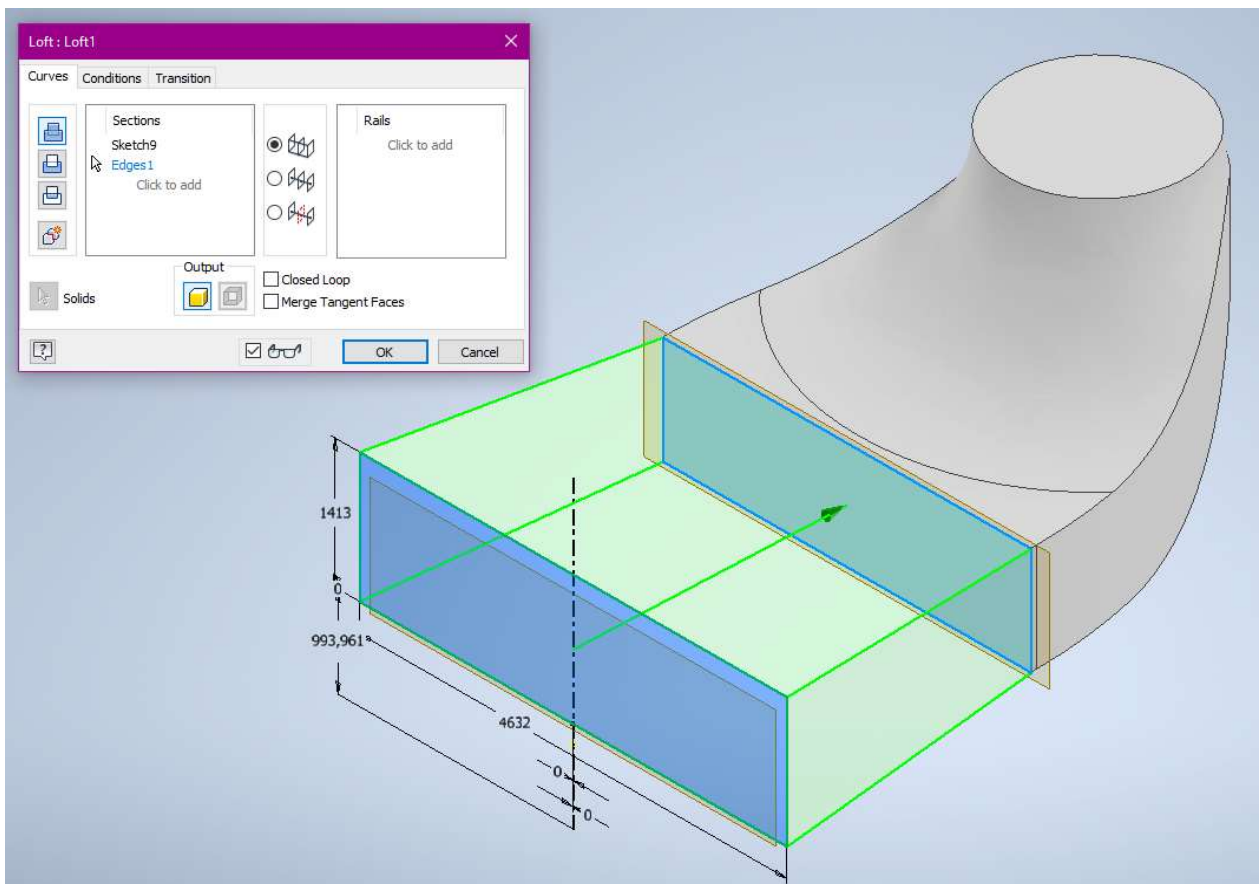 Loft : Loft1
Curves Conditions Transition
Sections
Sketch9
Edges1
Click to add
Rails
Click to add
Solids
Output
Closed Loop
Merge Tangent Faces
?
OK
Cancel
1413
0
993,961
4632
0
0